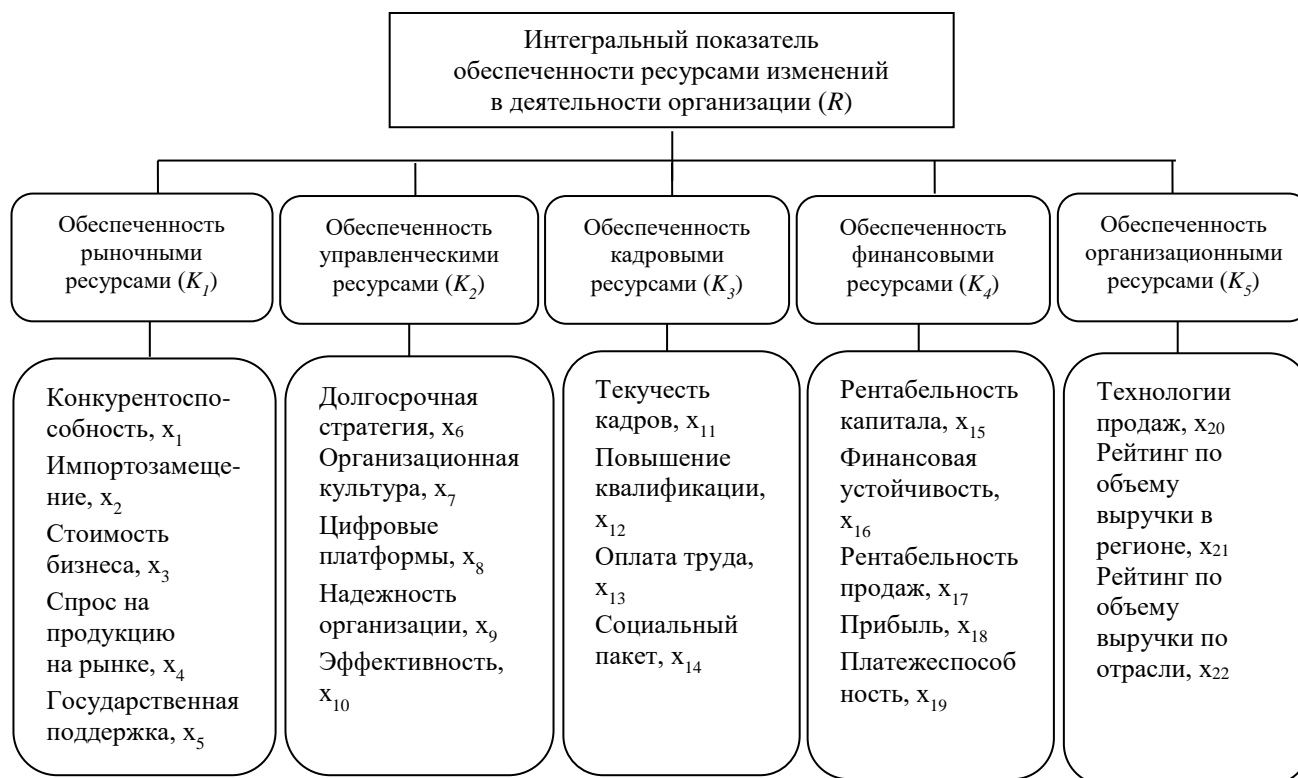 Интегральный показатель
обеспеченности ресурсами изменений
в деятельности организации (R)
Обеспеченность
рыночными
ресурсами (K1)
Обеспеченность
управленческими
ресурсами (K2)
Обеспеченность
кадровыми
ресурсами (K3)
Обеспеченность
финансовыми
ресурсами (K4)
Обеспеченность
организационными
ресурсами (K5)
Конкурентоспо-
собность, x1
Импортозамеще-
ние, x2
Стоимость
бизнеса, x3
Спрос на
продукцию
на рынке, x4
Государственная
поддержка, x5
Долгосрочная
стратегия, x6
Организационная
культура, x7
Цифровые
платформы, x8
Надежность
организации, x9
Эффективность,
x10
Текучесть
кадров, x11
Повышение
квалификации,
x12
Оплата труда,
x13
Социальный
пакет, x14
Рентабельность
капитала, x15
Финансовая
устойчивость,
x16
Рентабельность
продаж, x17
Прибыль, x18
Платежеспособ
ность, x19
Технологии
продаж, x20
Рейтинг по
объему
выручки в
регионе, x21
Рейтинг по
объему
выручки по
отрасли, x22